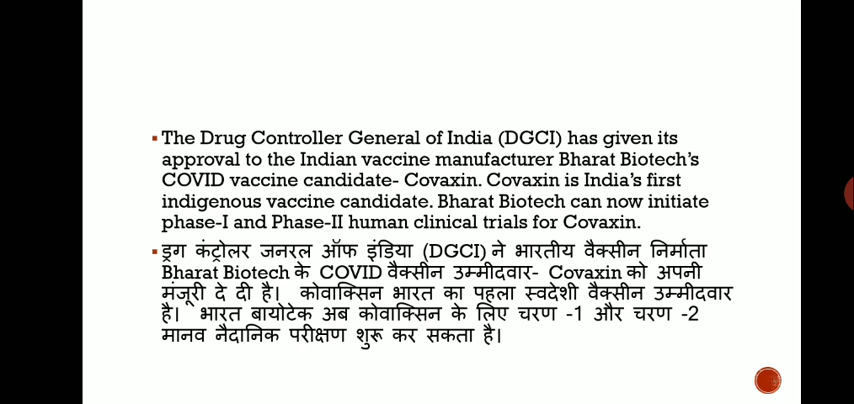 The Drug Controller General of India (DGCI) has given its
approval to the Indian vaccine manufacturer Bharat Biotech's
COVID vaccine candidate- Covaxin. Covaxin is India's first
indigenous vaccine candidate. Bharat Biotech can now initiate
phase-I and Phase-II human clinical trials for Covaxin.
ड्रग कंट्रोलर जनरल ऑफ इंडिया (DGCI) ने भारतीय वैक्सीन निर्माता
Bharat Biotech के COVID वैक्सीन उम्मीदवार- Covaxin को अपनी
मंजूरी दे दी है। कोवाक्सिन भारत का पहला स्वदेशी वैक्सीन उम्मीदवार
है। भारत बायोटेक अब कोवाक्सिन के लिए चरण -1 और चरण -2
मानव नैदानिक परीक्षण शुरू कर सकता है।